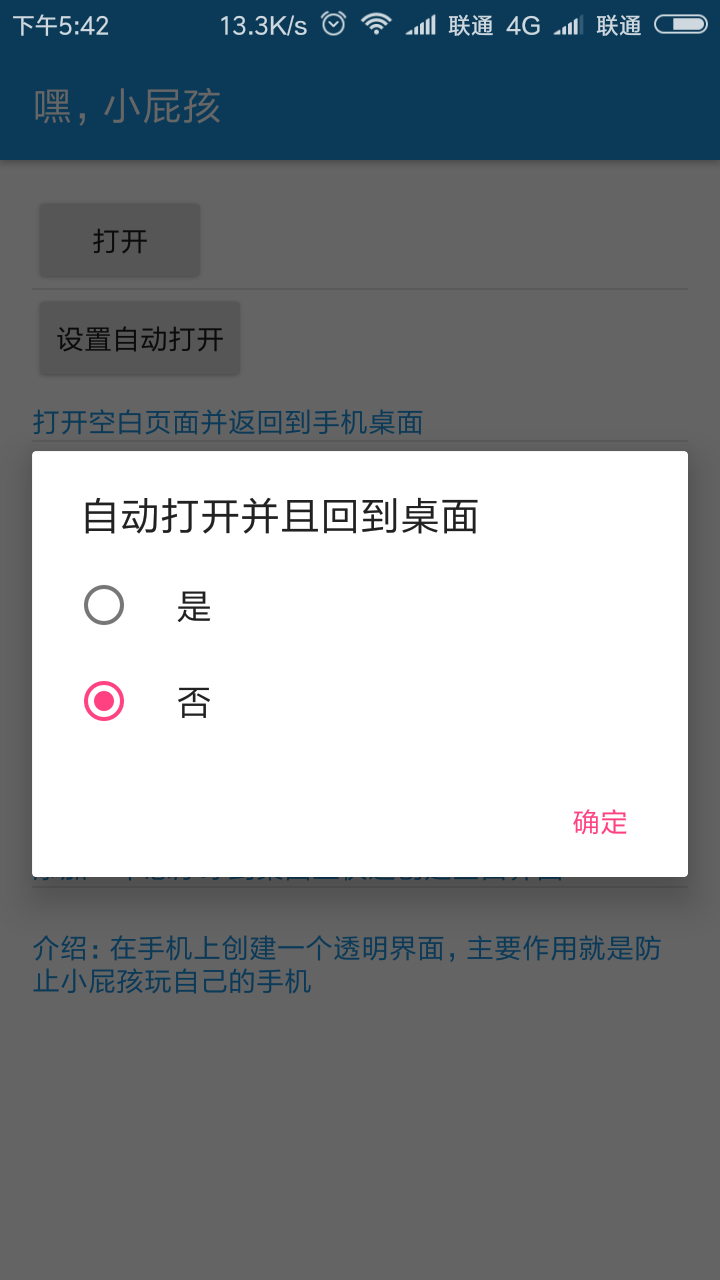 下午5:42 13.3K/s 联通 4G 联通
嘿，小屁孩
打开
设置自动打开
打开空白页面并返回到手机桌面
自动打开并且回到桌面
是
否
确定
介绍：在手机上创建一个透明界面，主要作用就是防
止小屁孩玩自己的手机